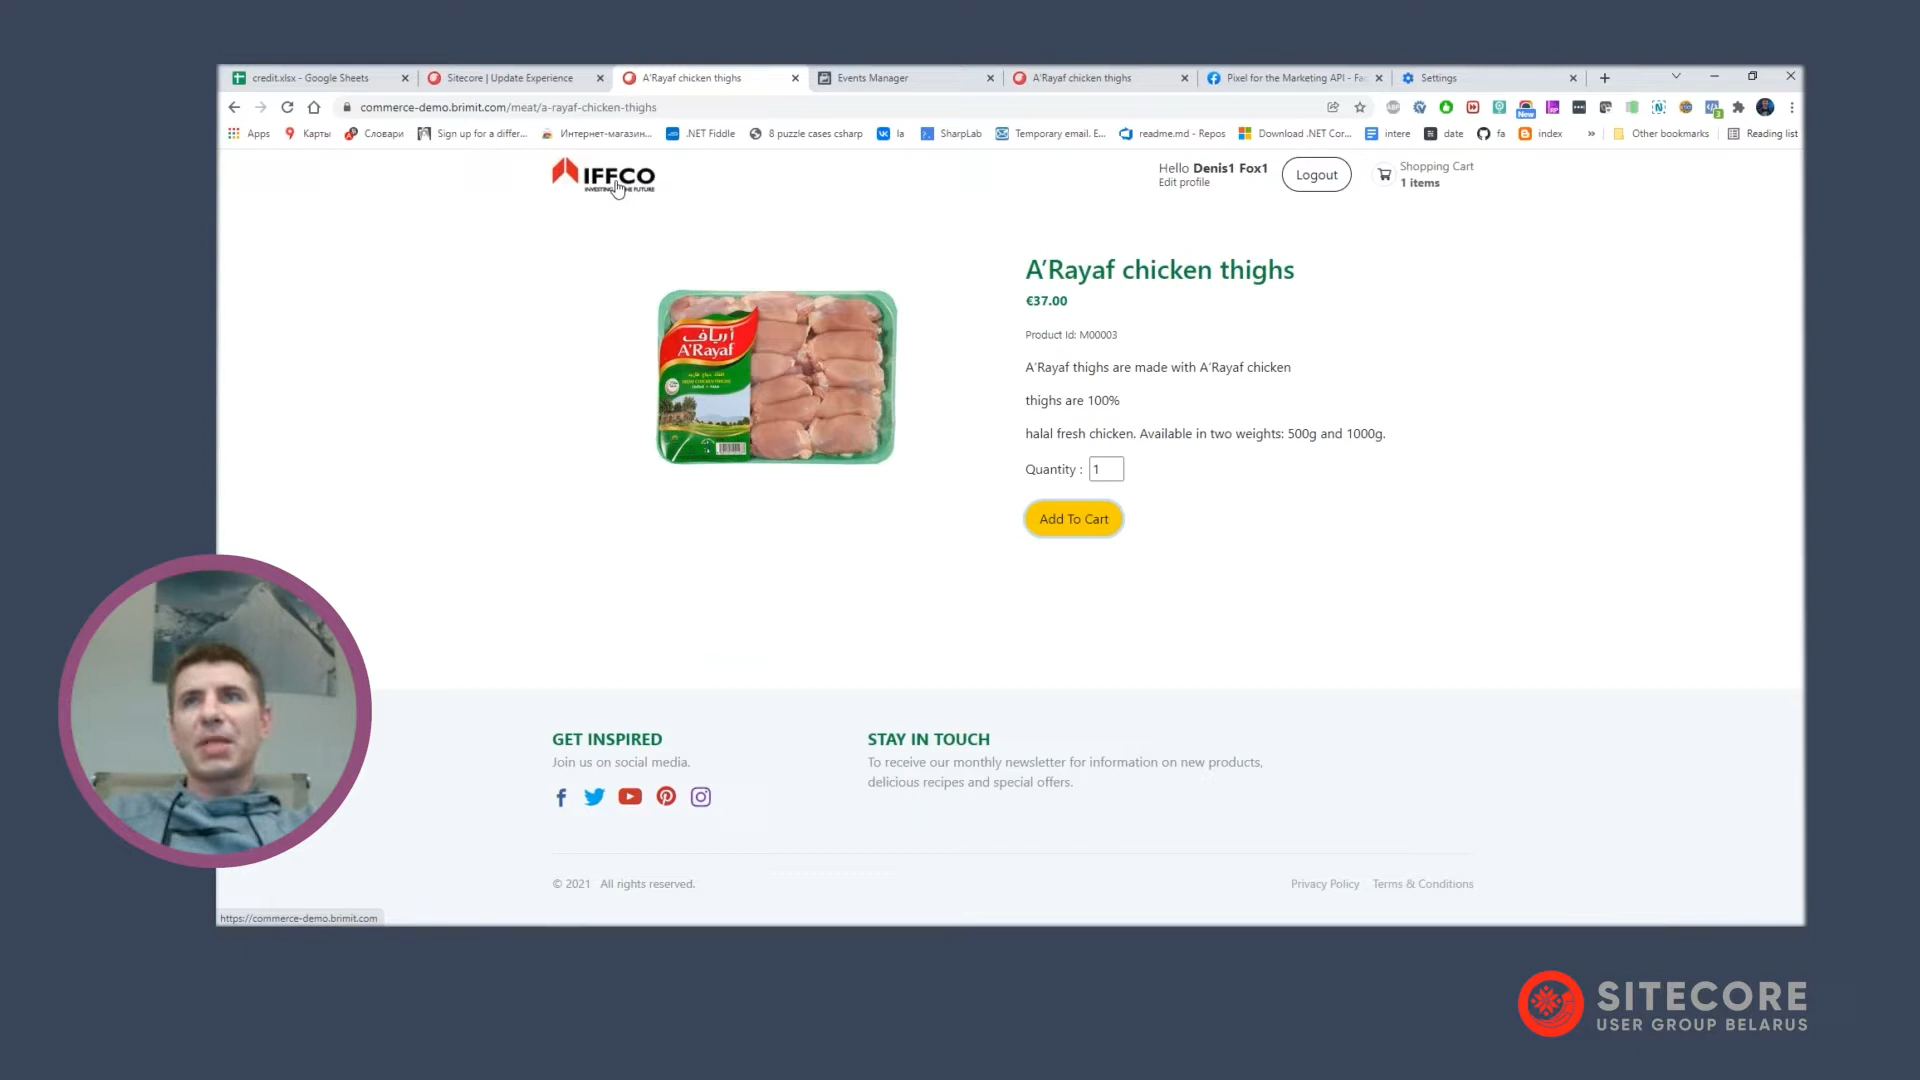 credit.xlsx - Google Sheets
Sitecore | Update Experience
A'Rayaf chicken thighs
Events Manager
A'Rayaf chicken thighs
Pixel for the Marketing API - Fac
Settings
commerce-demo.brimit.com/meat/a-rayaf-chicken-thighs
New
3
Apps
Карты
Словари
Sign up for a differ...
Интернет-магазин...
.NET Fiddle
8 puzzle cases csharp
la
SharpLab
Temporary email. E...
readme.md - Repos
Download .NET Cor...
intere
date
fa
index
»
Other bookmarks
Reading list
IFFCO
Hello Denis1 Fox1
Edit profile
Logout
Shopping Cart
1 items
A'Rayaf chicken thighs
€37.00
Product Id: M00003
A'Rayaf thighs are made with A'Rayaf chicken
thighs are 100%
halal fresh chicken. Available in two weights: 500g and 1000g.
Quantity : 1
Add To Cart
أرياف
A'Rayaf
GET INSPIRED
Join us on social media.
STAY IN TOUCH
To receive our monthly newsletter for information on new products,
delicious recipes and special offers.
© 2021 All rights reserved.
Privacy Policy
Terms & Conditions
https://commerce-demo.brimit.com
SITECORE
USER GROUP BELARUS